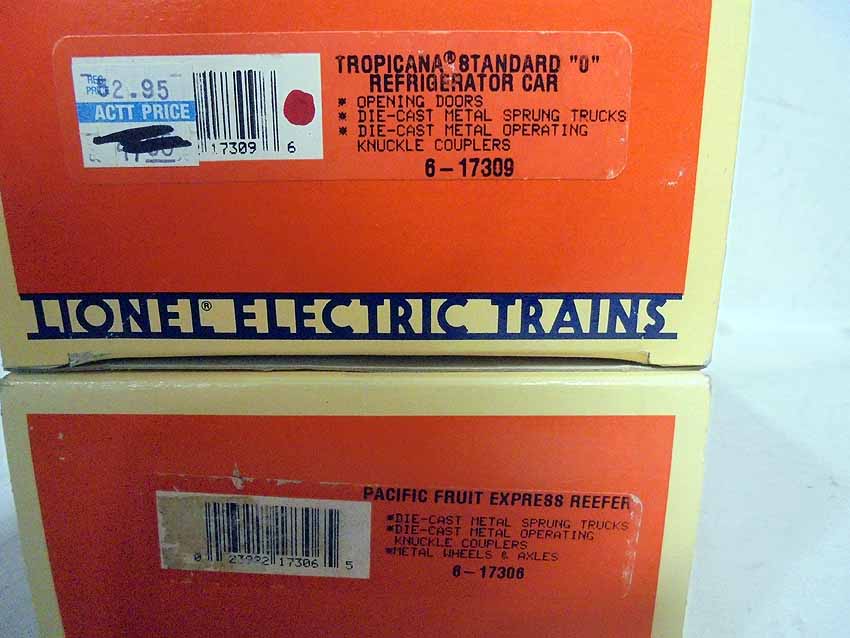 TROPICANA® STANDARD "O"
REFRIGERATOR CAR
* OPENING DOORS
* DIE-CAST METAL SPRUNG TRUCKS
* DIE-CAST METAL OPERATING
KNUCKLE COUPLERS
6-17309
REG
2.95
ACTT PRICE
17309 6
LIONEL® ELECTRIC TRAINS
PACIFIC FRUIT EXPRESS REEFER
*DIE-CAST METAL SPRUNG TRUCKS
*DIE-CAST METAL OPERATING
KNUCKLE COUPLERS
*METAL WHEELS & AXLES
6-17306
0 23922 17306 5